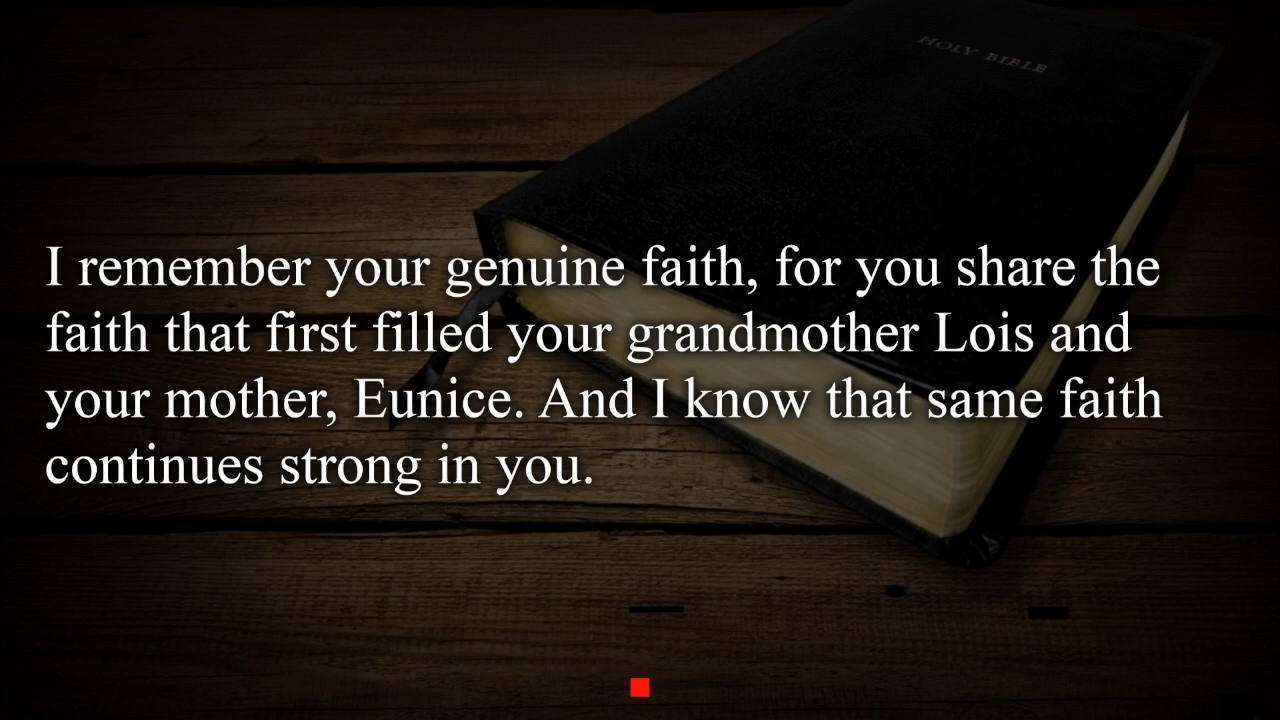 HOLY BIBLE
I remember your genuine faith, for you share the
faith that first filled your grandmother Lois and
your mother, Eunice. And I know that same faith
continues strong in you.